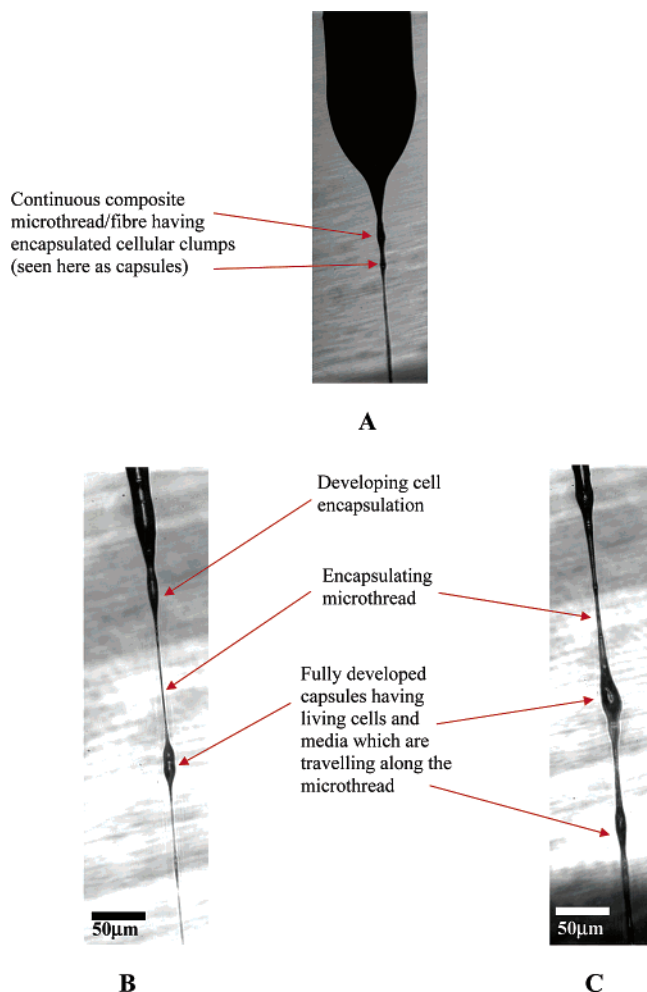 Continuous composite
microthread/fibre having
encapsulated cellular clumps
(seen here as capsules)
A
Developing cell
encapsulation
Encapsulating
microthread
Fully developed
capsules having
living cells and
media which are
travelling along the
microthread
50μm
50μm
B
C